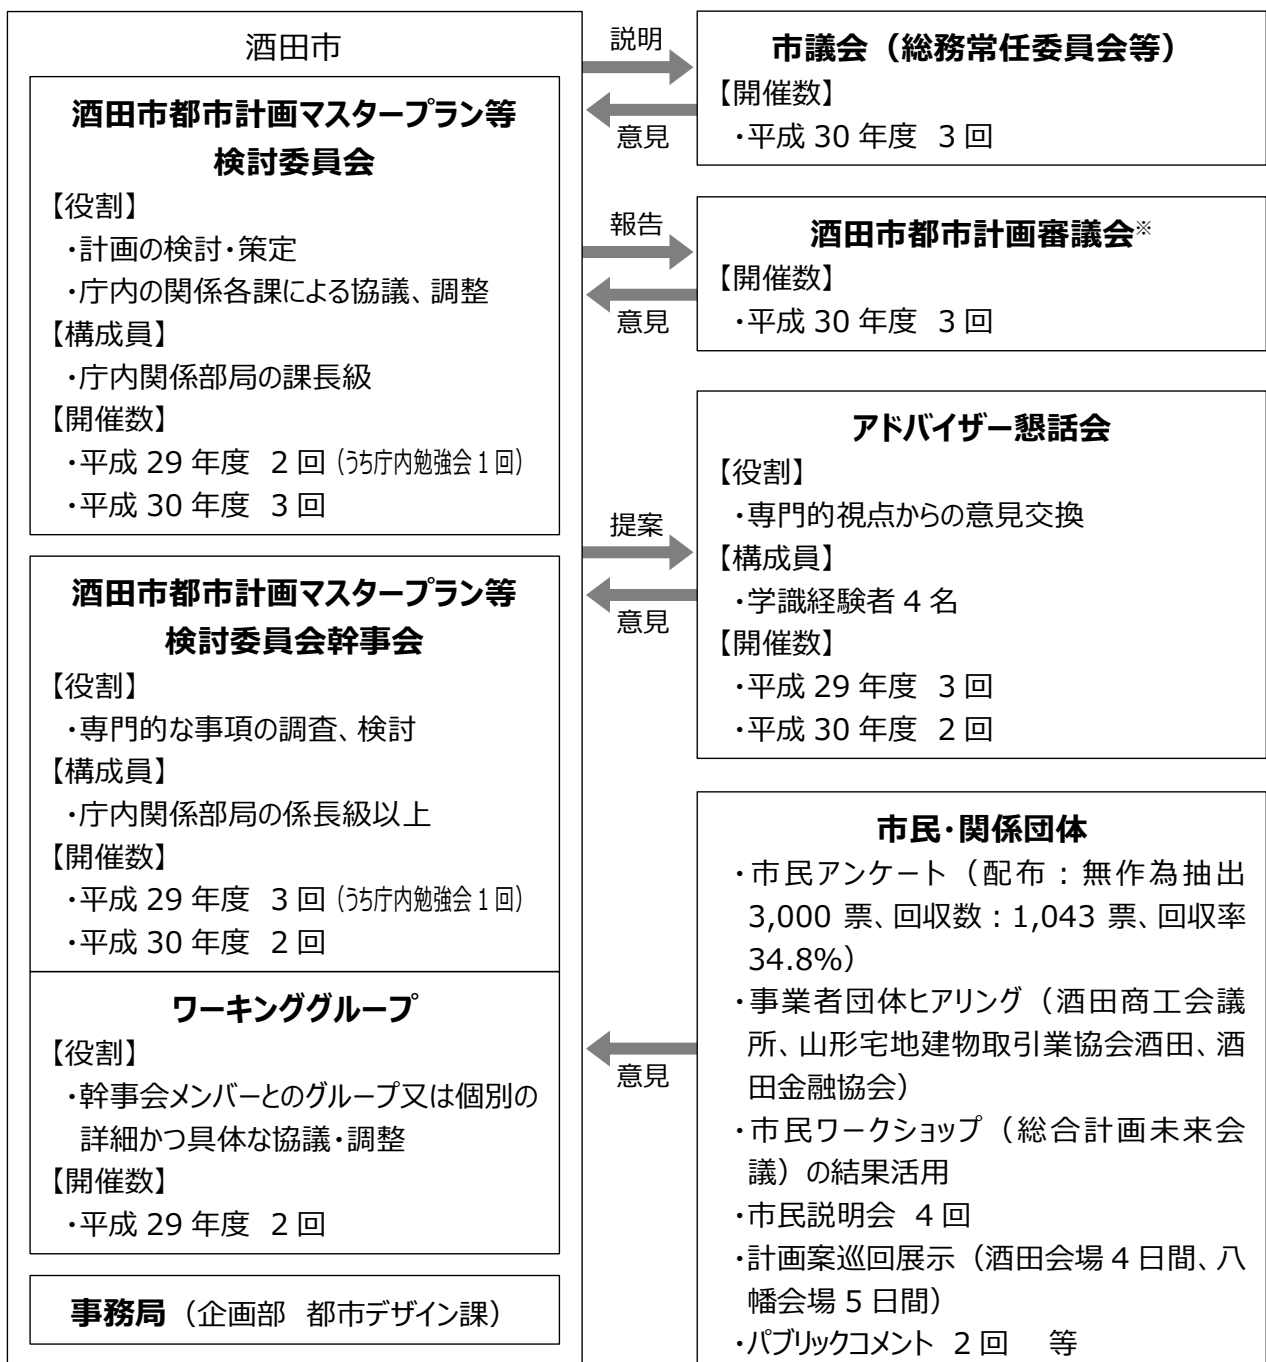 酒田市
酒田市都市計画マスタープラン等
検討委員会
【役割】
・計画の検討・策定
・庁内の関係各課による協議、調整
【構成員】
・庁内関係部局の課長級
【開催数】
・平成 29 年度 2 回（うち庁内勉強会 1 回）
・平成 30 年度 3 回
酒田市都市計画マスタープラン等
検討委員会幹事会
【役割】
・専門的な事項の調査、検討
【構成員】
・庁内関係部局の係長級以上
【開催数】
・平成 29 年度 3 回（うち庁内勉強会 1 回）
・平成 30 年度 2 回
ワーキンググループ
【役割】
・幹事会メンバーとのグループ又は個別の
詳細かつ具体な協議・調整
【開催数】
・平成 29 年度 2 回
事務局（企画部 都市デザイン課）
説明
意見
報告
意見
提案
意見
意見
市議会（総務常任委員会等）
【開催数】
・平成 30 年度 3 回
酒田市都市計画審議会※
【開催数】
・平成 30 年度 3 回
アドバイザー懇話会
【役割】
・専門的視点からの意見交換
【構成員】
・学識経験者 4 名
【開催数】
・平成 29 年度 3 回
・平成 30 年度 2 回
市民・関係団体
・市民アンケート（配布：無作為抽出
3,000 票、回収数：1,043 票、回収率
34.8%）
・事業者団体ヒアリング（酒田商工会議
所、山形宅地建物取引業協会酒田、酒
田金融協会）
・市民ワークショップ（総合計画未来会
議）の結果活用
・市民説明会 4 回
・計画案巡回展示（酒田会場 4 日間、八
幡会場 5 日間）
・パブリックコメント 2 回 等